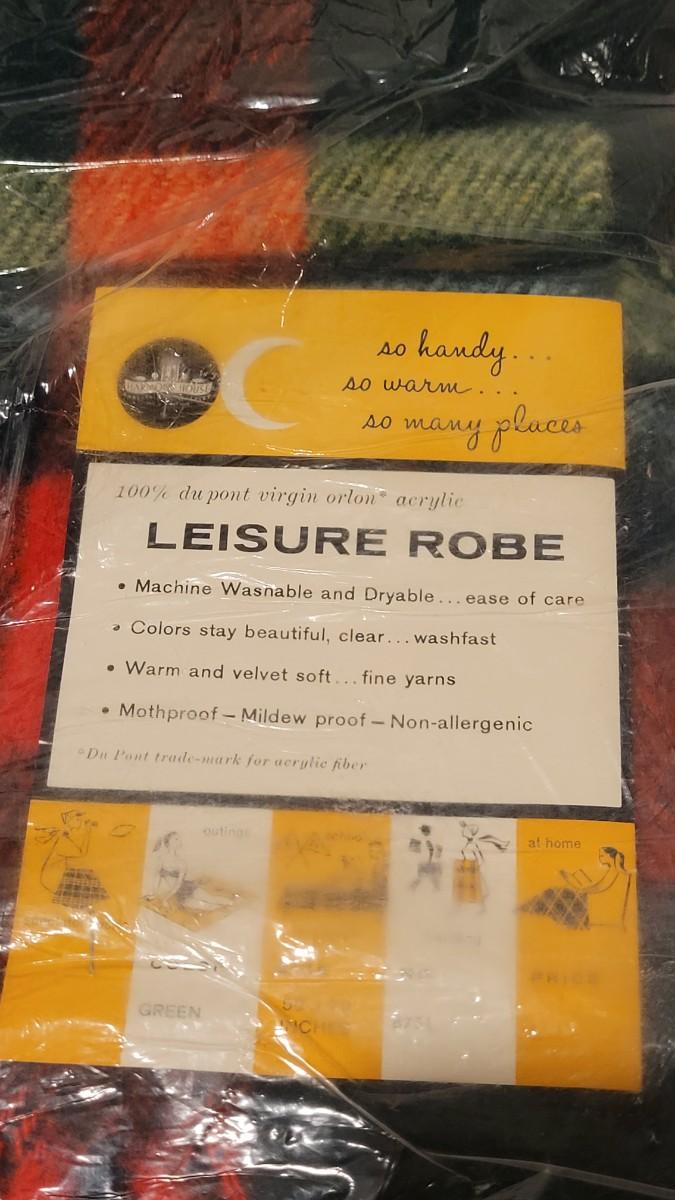 HARMONY HOUSE
so handy...
so warm...
so many places
100% du pont virgin orlon* acrylic
LEISURE ROBE
• Machine Washable and Dryable...ease of care
• Colors stay beautiful, clear...washfast
• Warm and velvet soft...fine yarns
• Mothproof – Mildew proof – Non-allergenic
*Du Pont trade-mark for acrylic fiber
outings
at home
PRICE
GREEN
INCHES